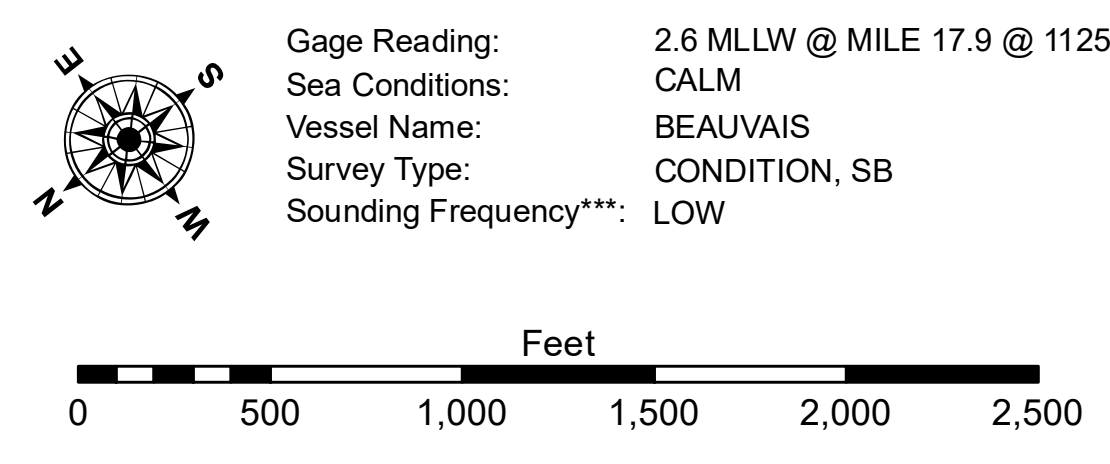 E
S
N
W
Gage Reading: 2.6 MLLW @ MILE 17.9 @ 1125
Sea Conditions: CALM
Vessel Name: BEAUVAIS
Survey Type: CONDITION, SB
Sounding Frequency***: LOW
Feet
0 500 1,000 1,500 2,000 2,500